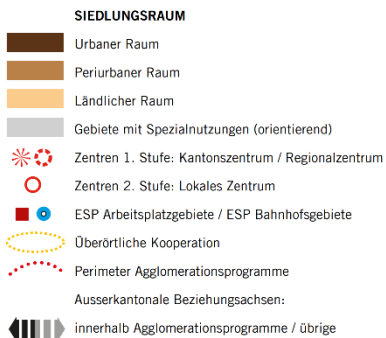 SIEDLUNGSRAUM
Urbaner Raum
Periurbaner Raum
Ländlicher Raum
Gebiete mit Spezialnutzungen (orientierend)
Zentren 1. Stufe: Kantonszentrum / Regionalzentrum
Zentren 2. Stufe: Lokales Zentrum
ESP Arbeitsplatzgebiete / ESP Bahnhofsgebiete
Überörtliche Kooperation
Perimeter Agglomerationsprogramme
Ausserkantonale Beziehungsachsen:
innerhalb Agglomerationsprogramme / übrige